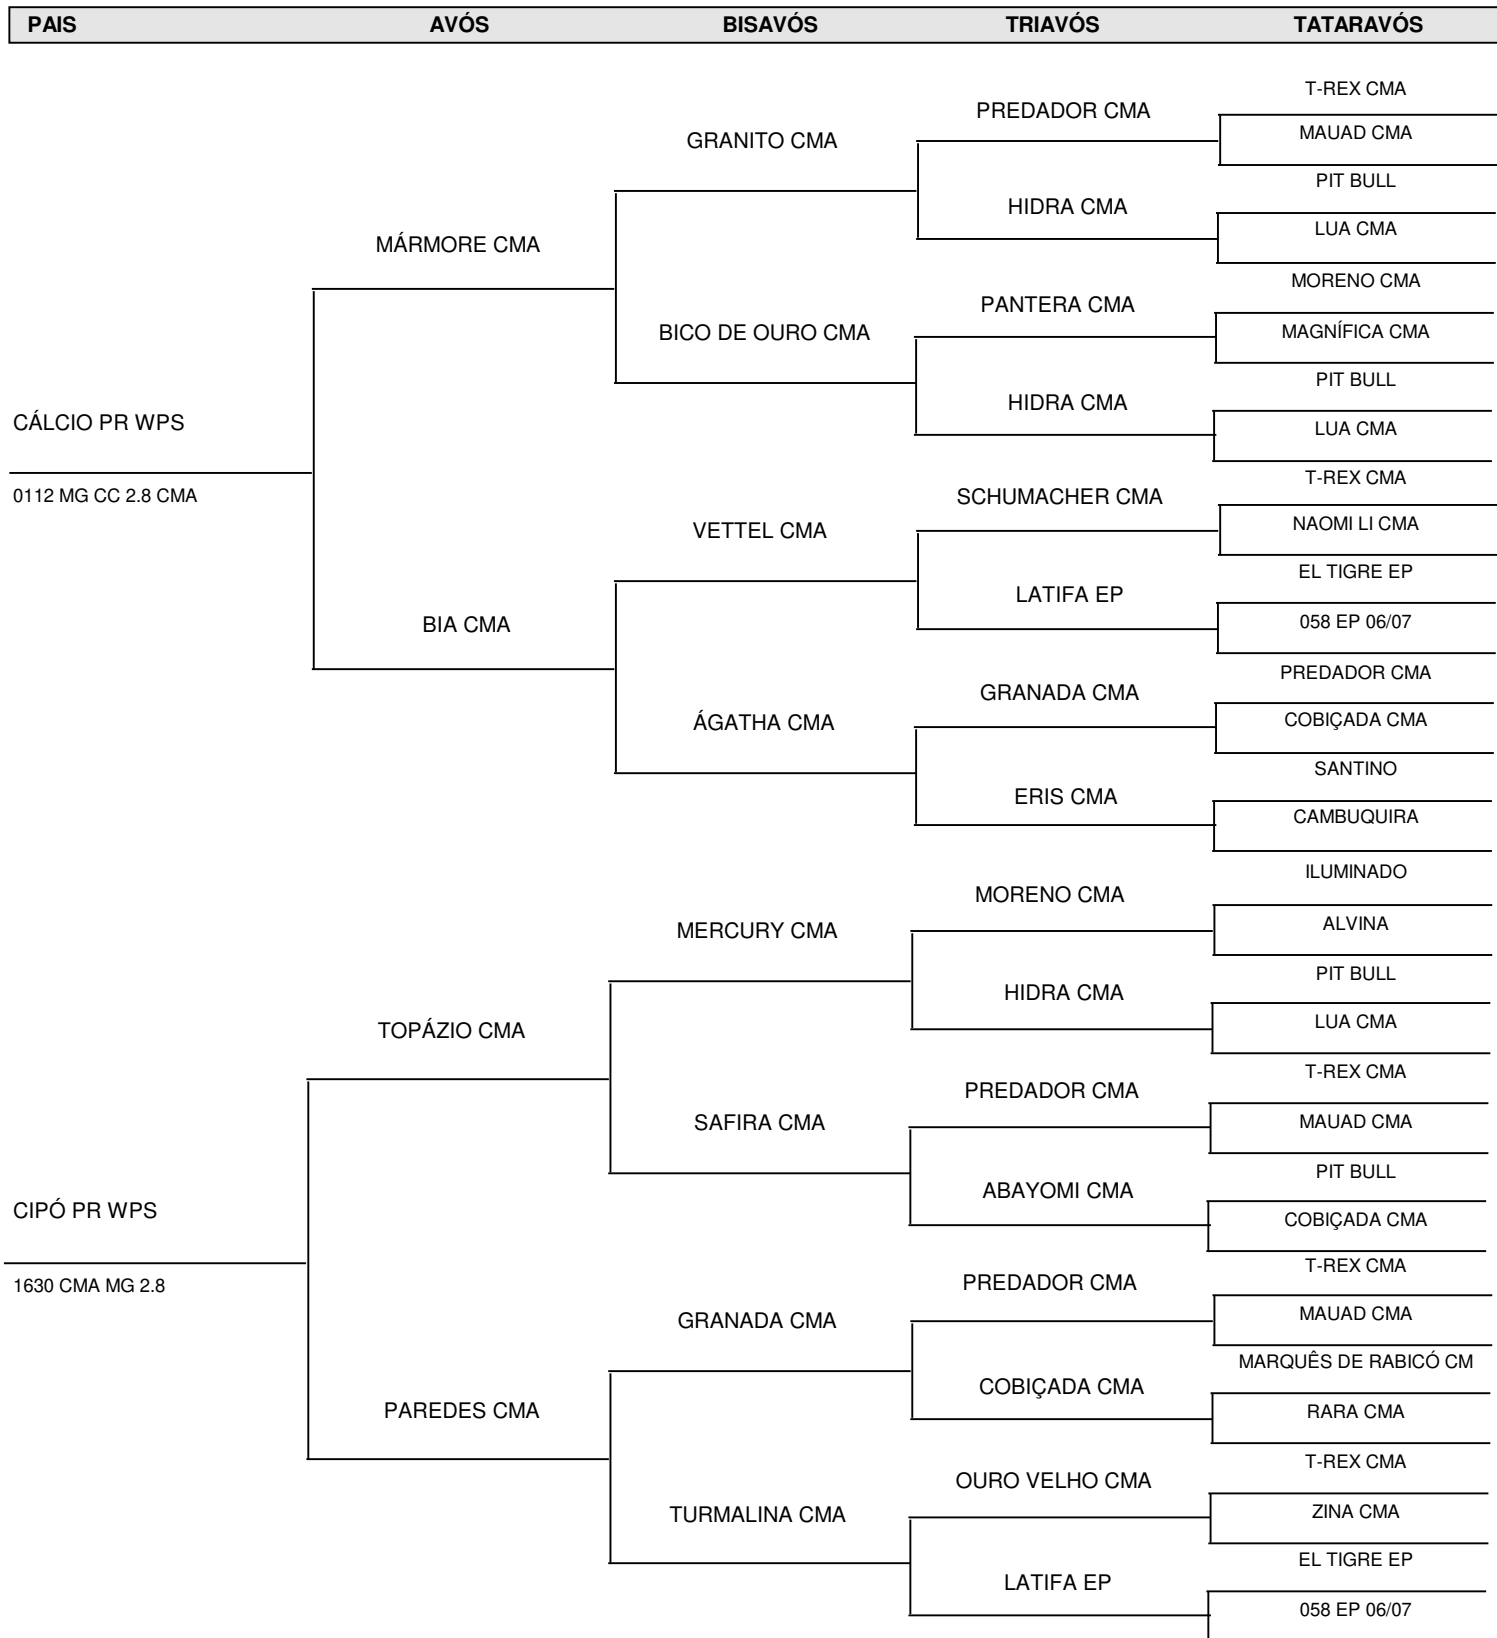 PAIS AVÓS BISAVÓS TRIAVÓS TATARAVÓS
T-REX CMA
PREDADOR CMA
MAUAD CMA
GRANITO CMA
PIT BULL
HIDRA CMA
LUA CMA
MÁRMORE CMA
MORENO CMA
PANTERA CMA
MAGNÍFICA CMA
BICO DE OURO CMA
PIT BULL
HIDRA CMA
LUA CMA
CÁLCIO PR WPS
0112 MG CC 2.8 CMA
T-REX CMA
SCHUMACHER CMA
NAOMI LI CMA
VETTEL CMA
EL TIGRE EP
LATIFA EP
058 EP 06/07
BIA CMA
PREDADOR CMA
GRANADA CMA
COBIÇADA CMA
ÁGATHA CMA
SANTINO
ERIS CMA
CAMBUQUIRA
ILUMINADO
MORENO CMA
ALVINA
MERCURY CMA
PIT BULL
HIDRA CMA
LUA CMA
TOPÁZIO CMA
T-REX CMA
PREDADOR CMA
MAUAD CMA
SAFIRA CMA
PIT BULL
ABAYOMI CMA
COBIÇADA CMA
CIPÓ PR WPS
1630 CMA MG 2.8
T-REX CMA
PREDADOR CMA
MAUAD CMA
GRANADA CMA
MARQUÊS DE RABICÓ CM
COBIÇADA CMA
RARA CMA
PAREDES CMA
T-REX CMA
OURO VELHO CMA
ZINA CMA
TURMALINA CMA
EL TIGRE EP
LATIFA EP
058 EP 06/07